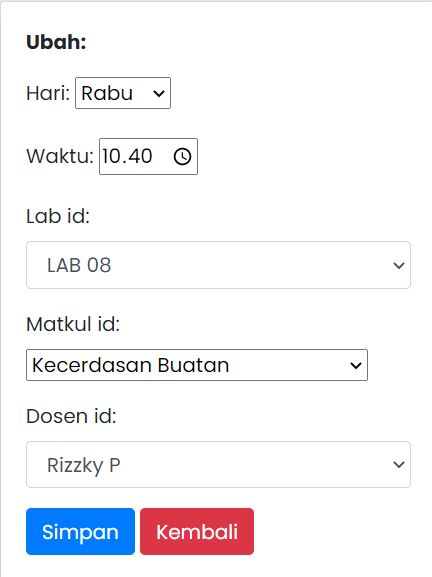 Ubah:
Hari: Rabu
Waktu: 10.40
Lab id:
LAB 08
Matkul id:
Kecerdasan Buatan
Dosen id:
Rizzky P
Simpan Kembali